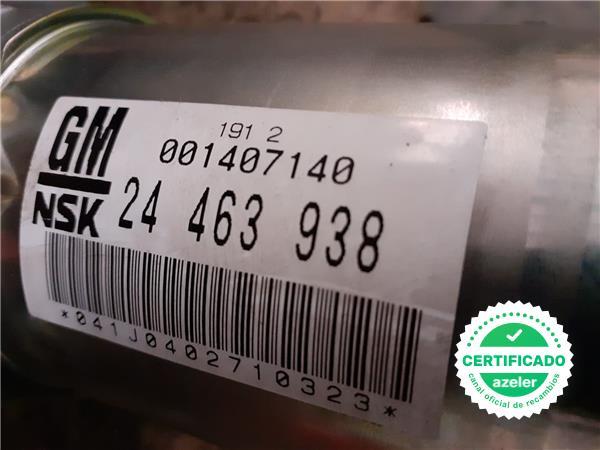 GM
NSK
191 2
001407140
24 463 938
*041J0402710323*
CERTIFICADO
azeler
canal oficial de recambios